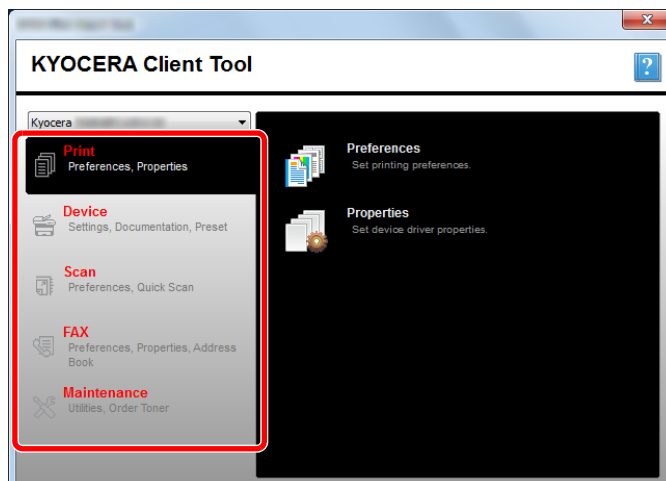 KYOCERA Client Tool
?
Kyocera
Print
Preferences, Properties
Device
Settings, Documentation, Preset
Scan
Preferences, Quick Scan
FAX
Preferences, Properties, Address
Book
Maintenance
Utilities, Order Toner
Preferences
Set printing preferences.
Properties
Set device driver properties.